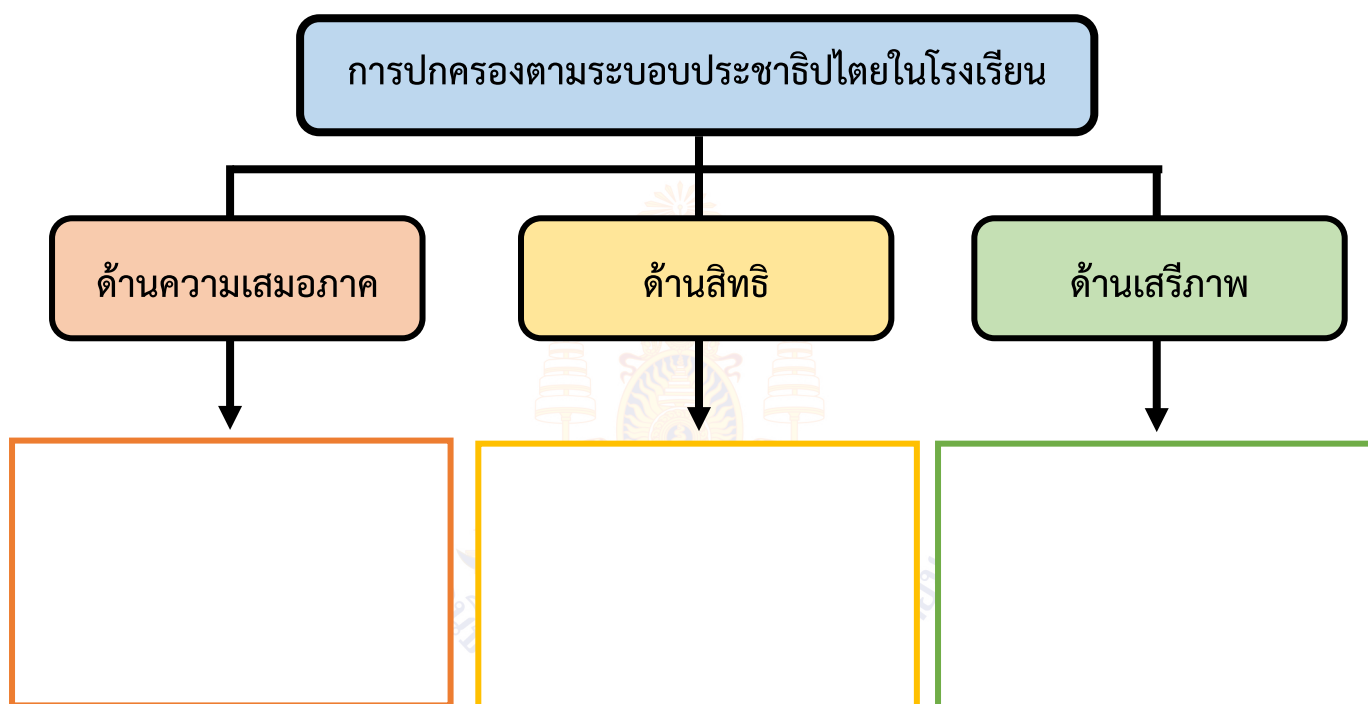 การปกครองตามระบอบประชาธิปไตยในโรงเรียน
ด้านความเสมอภาค
ด้านสิทธิ
ด้านเสรีภาพ